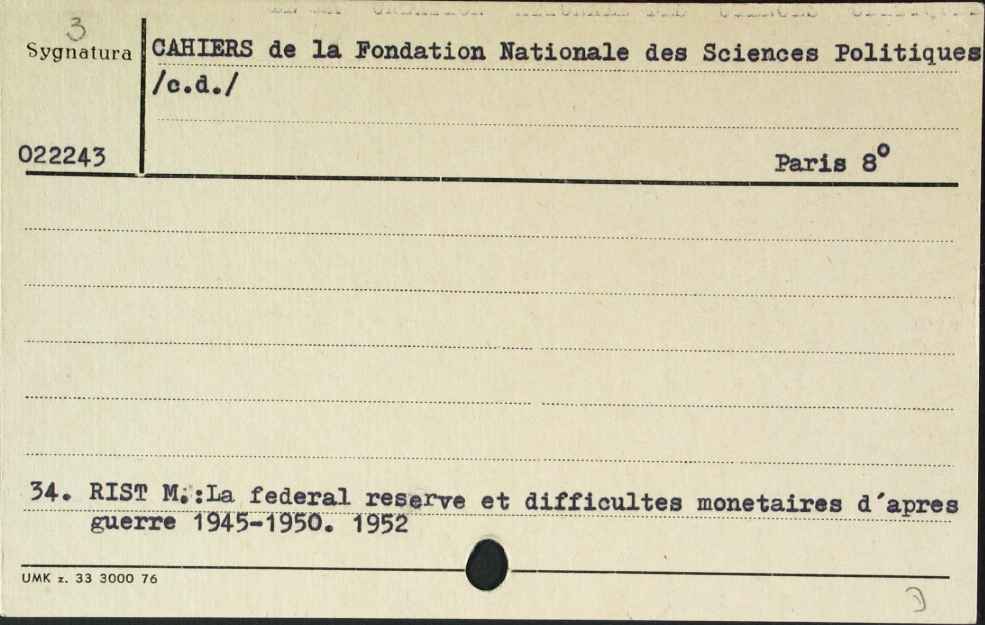 3
Sygnatura
CAHIERS de la Fondation Nationale des Sciences Politiques
/c.d./
022243
Paris 8º
34. RIST M.:La federal reserve et difficultes monetaires d'apres
guerre 1945-1950. 1952
UMK z. 33 3000 76